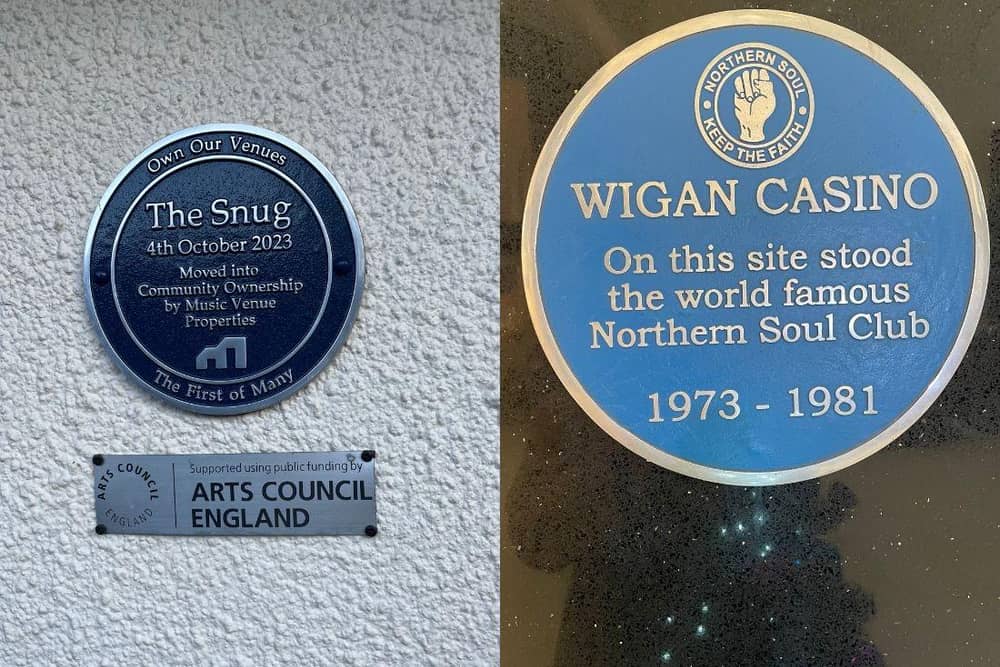 Own Our Venues
The Snug
4th October 2023
Moved into
Community Ownership
by Music Venue
Properties
The First of Many
ARTS COUNCIL
ENGLAND
Supported using public funding by
ARTS COUNCIL
ENGLAND
NORTHERN SOUL
KEEP THE FAITH
WIGAN CASINO
On this site stood
the world famous
Northern Soul Club
1973 - 1981